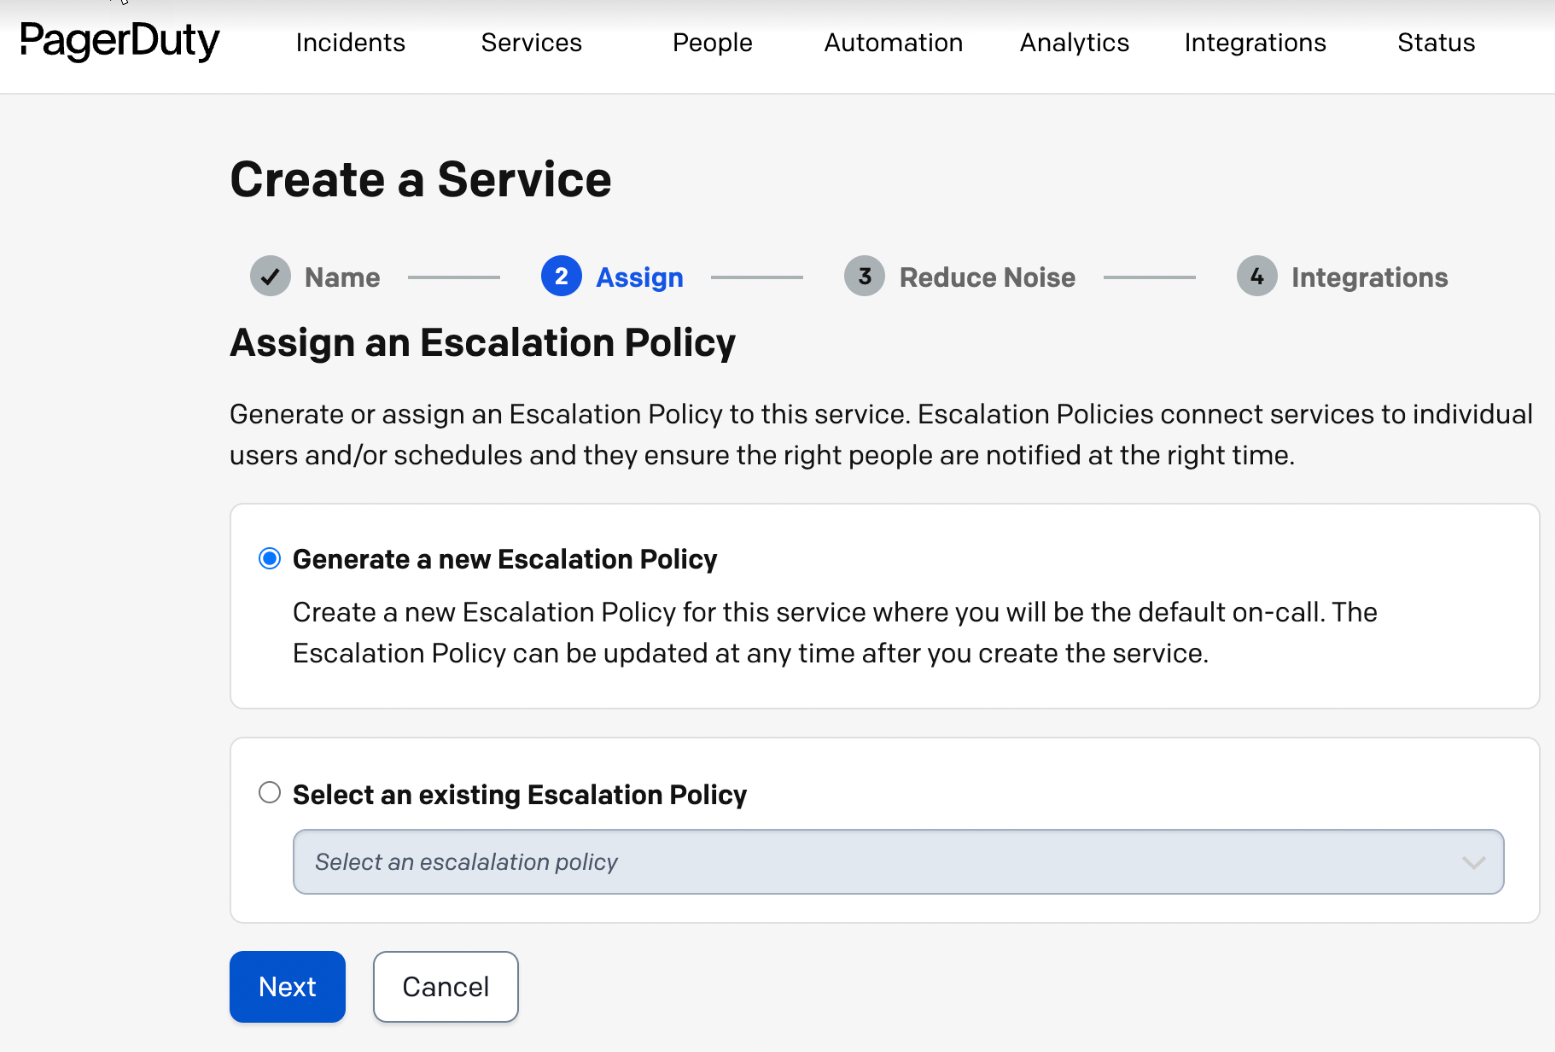 PagerDuty Incidents Services People Automation Analytics Integrations Status
Create a Service
Name 2 Assign 3 Reduce Noise 4 Integrations
Assign an Escalation Policy
Generate or assign an Escalation Policy to this service. Escalation Policies connect services to individual
users and/or schedules and they ensure the right people are notified at the right time.
Generate a new Escalation Policy
Create a new Escalation Policy for this service where you will be the default on-call. The
Escalation Policy can be updated at any time after you create the service.
Select an existing Escalation Policy
Select an escalalation policy
Next Cancel